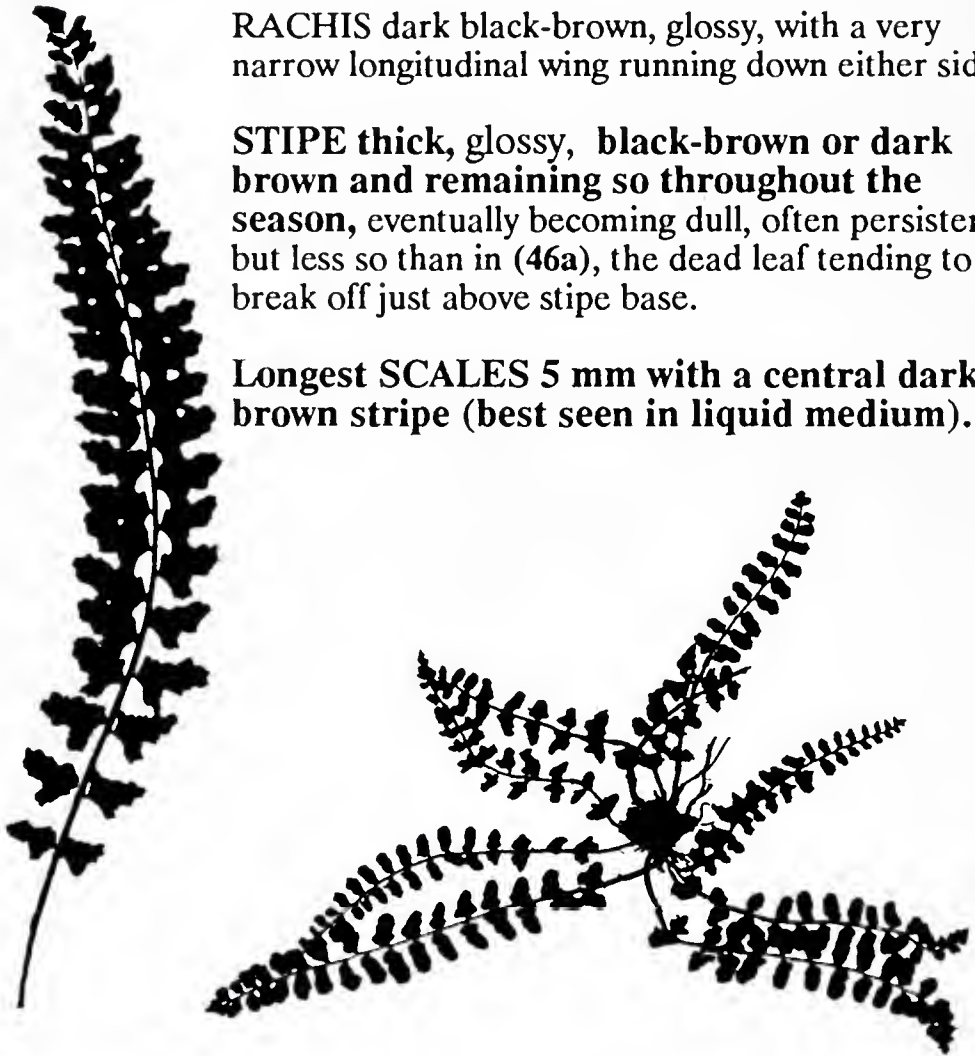 RACHIS dark black-brown, glossy, with a very
narrow longitudinal wing running down either sid
STIPE thick, glossy, black-brown or dark
brown and remaining so throughout the
season, eventually becoming dull, often persister
but less so than in (46a), the dead leaf tending to
break off just above stipe base.
Longest SCALES 5 mm with a central dark
brown stripe (best seen in liquid medium).